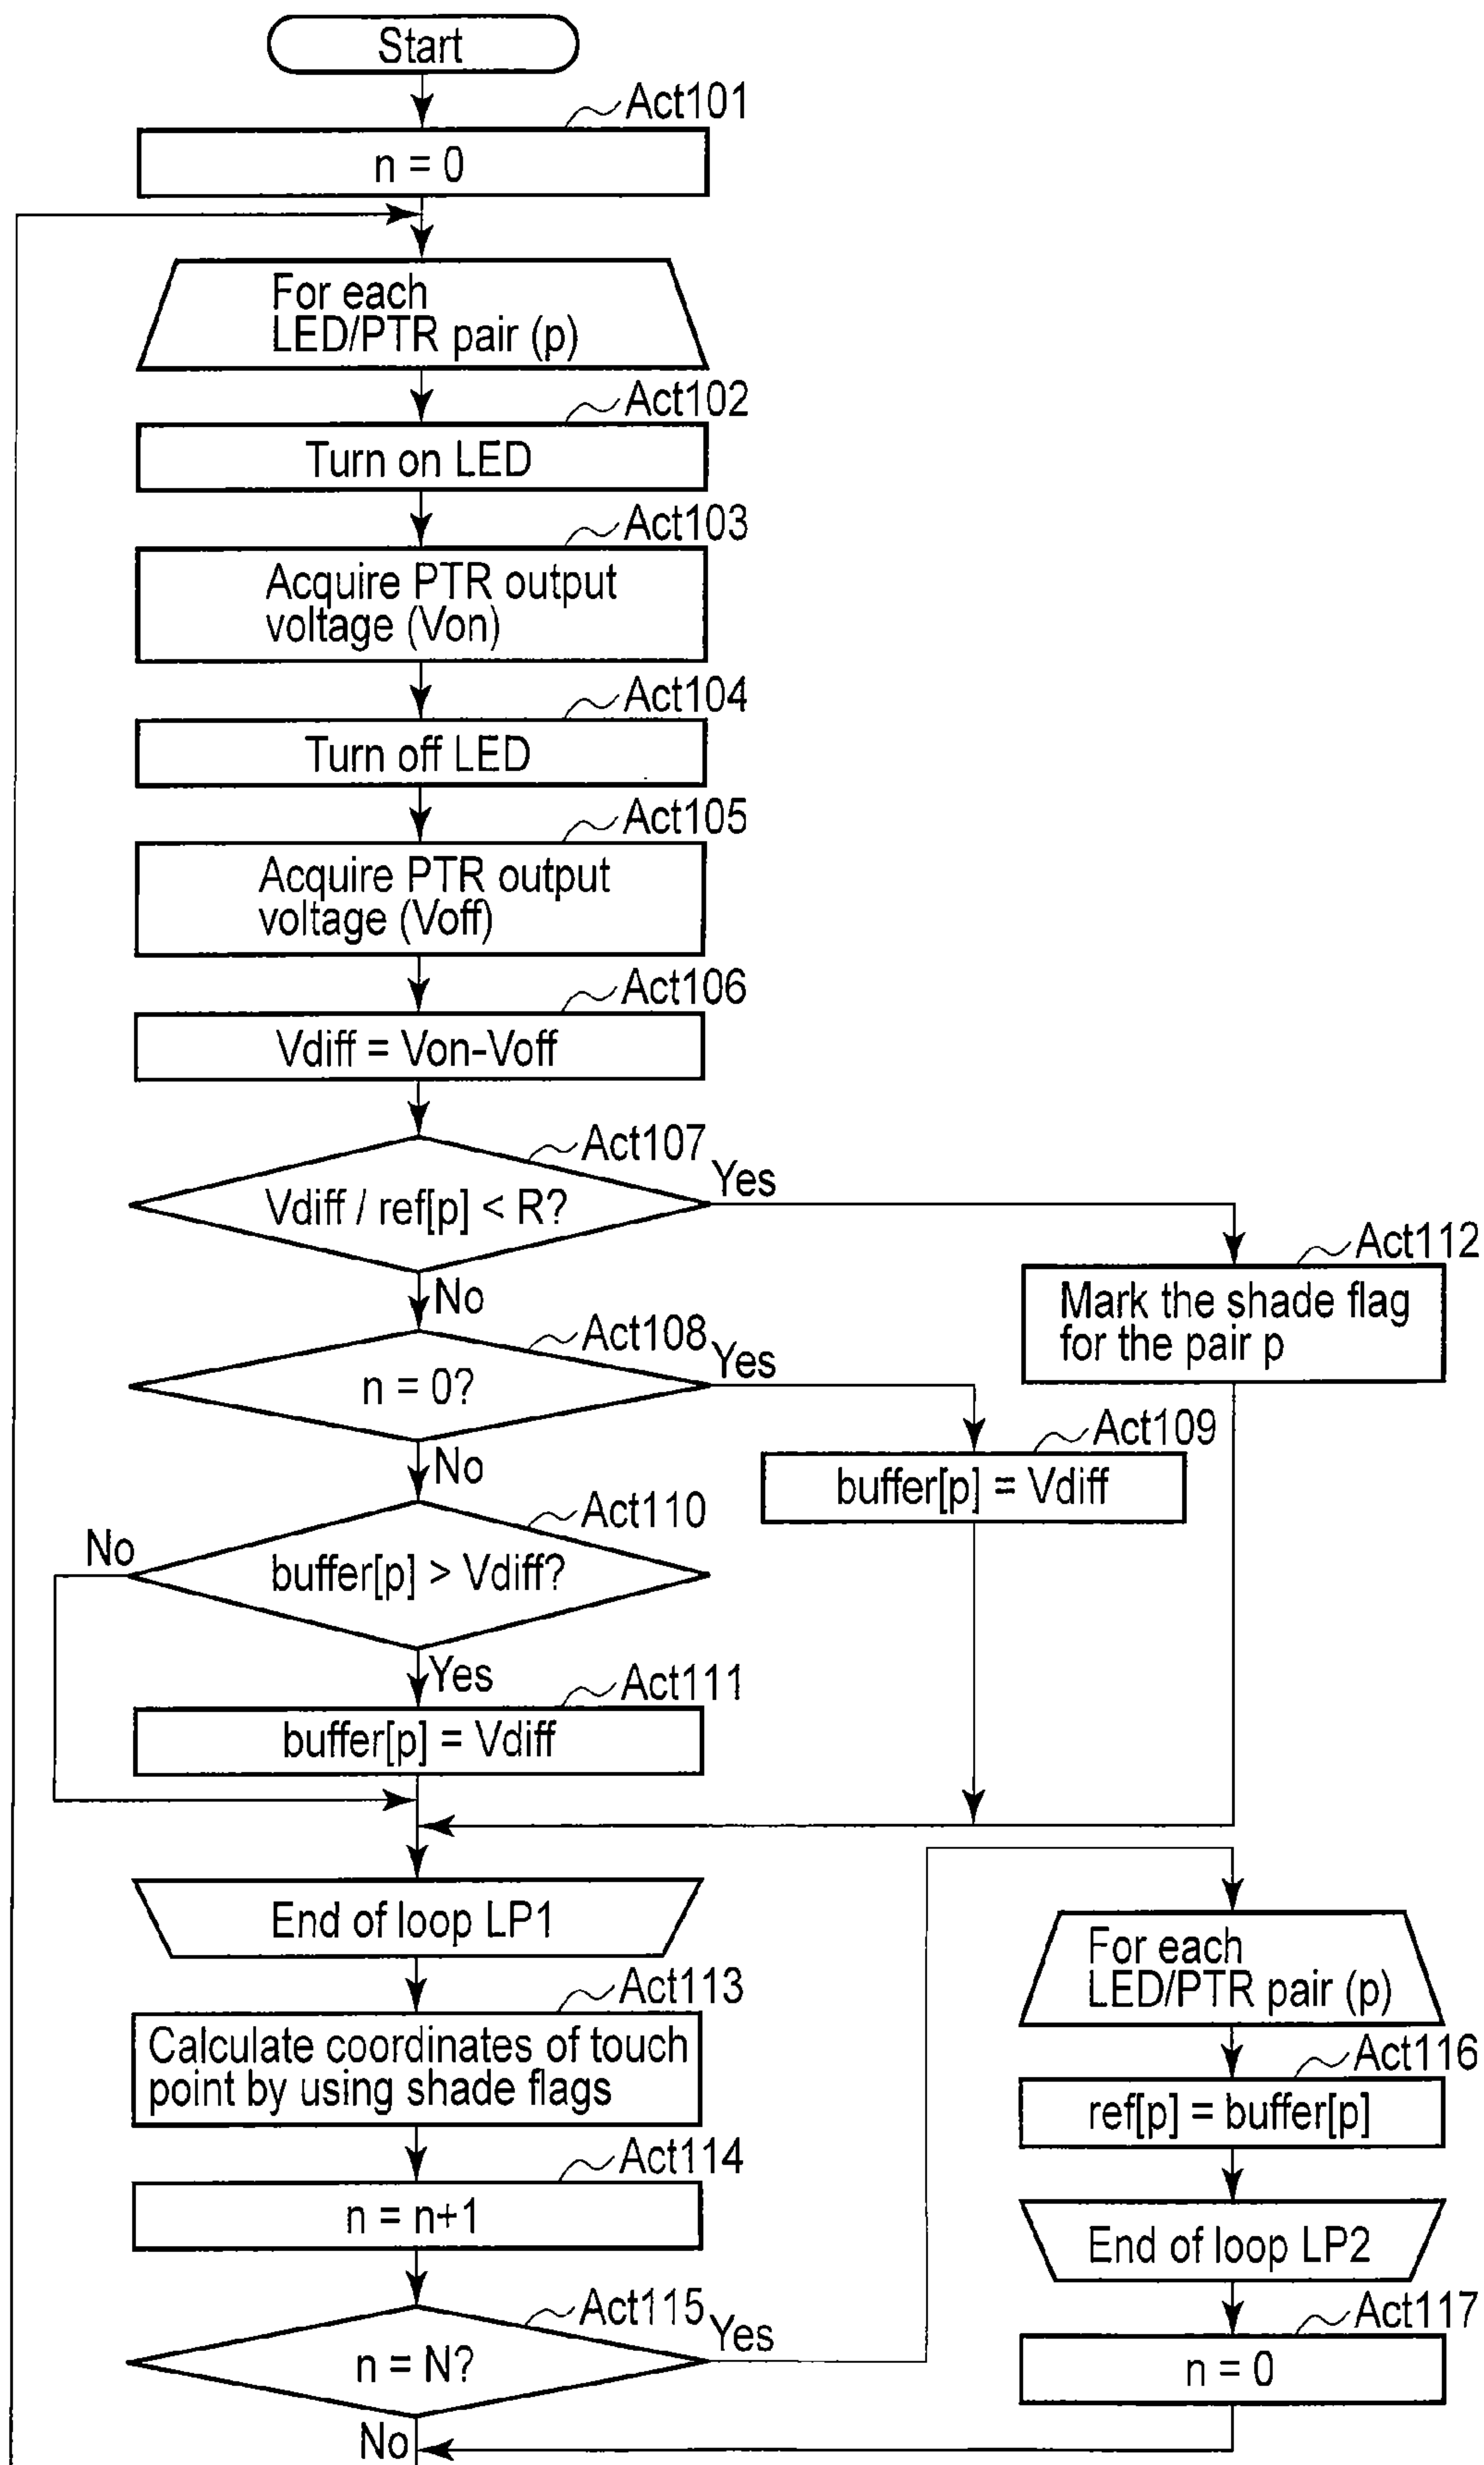 Start
Act101
n = 0
For each
LED/PTR pair (p)
Act102
Turn on LED
Act103
Acquire PTR output
voltage (Von)
Act104
Turn off LED
Act105
Acquire PTR output
voltage (Voff)
Act106
Vdiff = Von-Voff
Act107
Vdiff / ref[p] < R?
Yes
No
Act112
Mark the shade flag
for the pair p
Act108
n = 0?
Yes
No
Act109
buffer[p] = Vdiff
Act110
buffer[p] > Vdiff?
No
Yes
Act111
buffer[p] = Vdiff
End of loop LP1
Act113
Calculate coordinates of touch
point by using shade flags
Act114
n = n+1
Act115
n = N?
Yes
No
For each
LED/PTR pair (p)
Act116
ref[p] = buffer[p]
End of loop LP2
Act117
n = 0